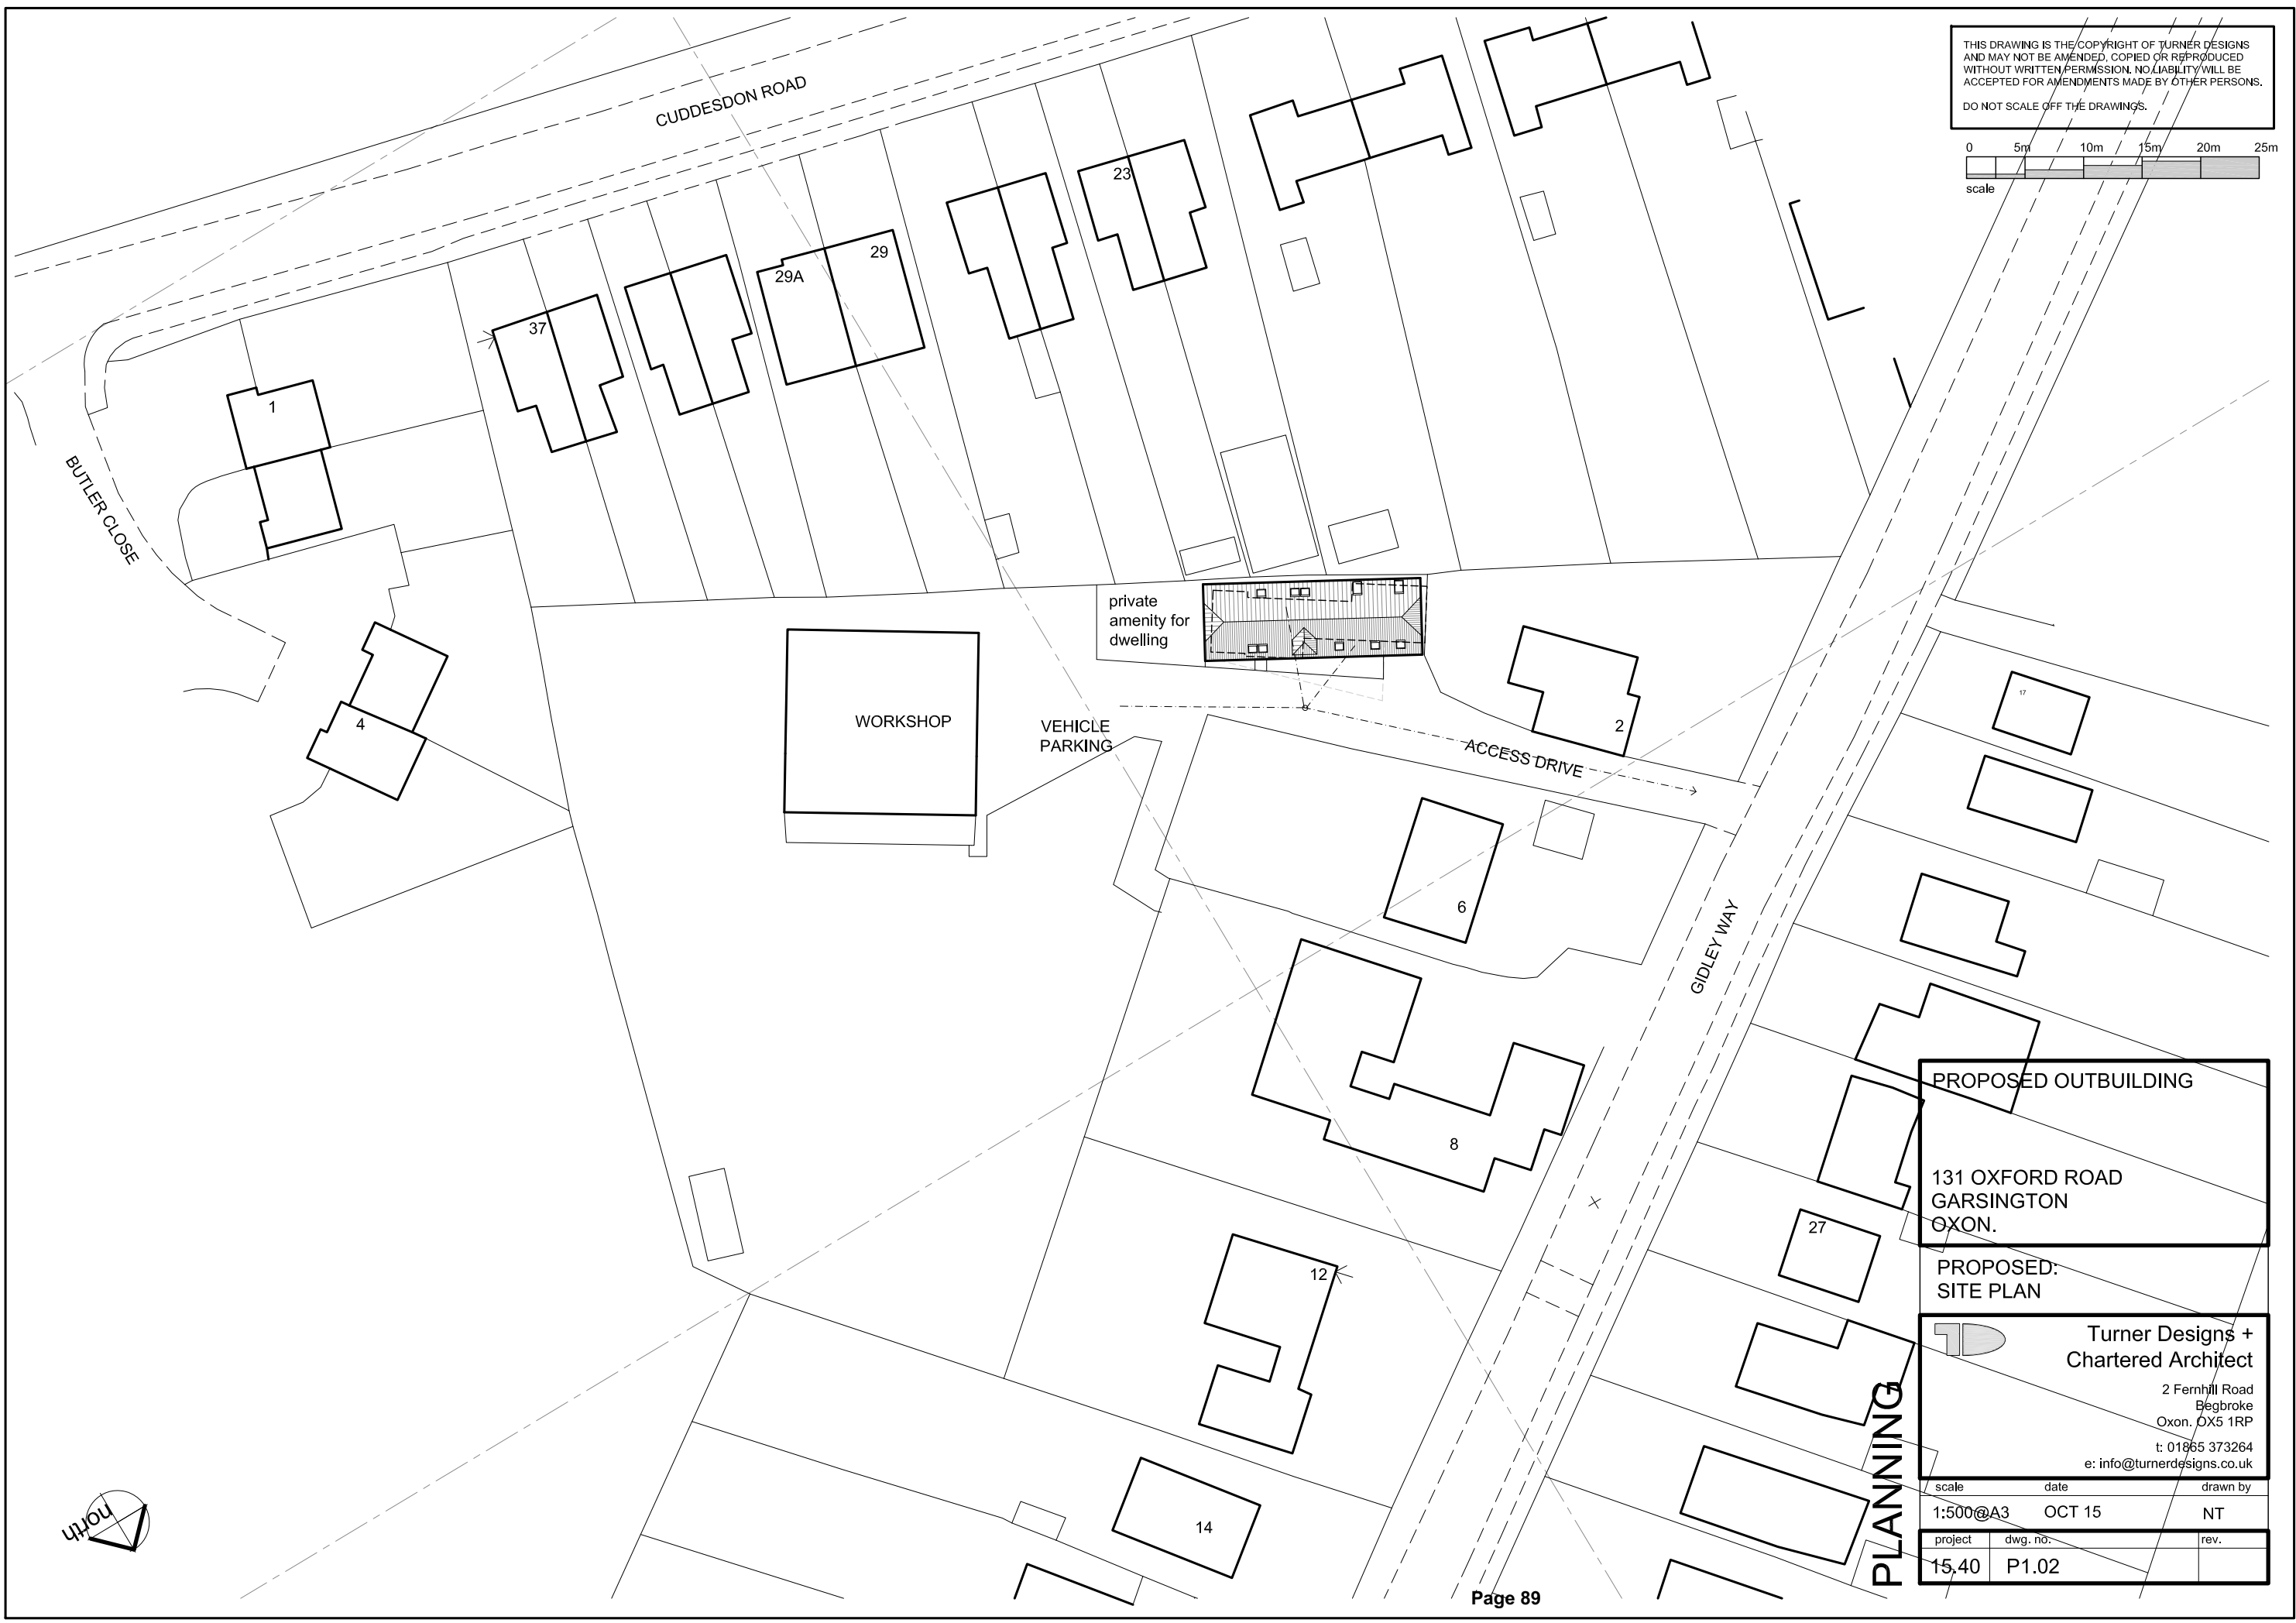 THIS DRAWING IS THE COPYRIGHT OF TURNER DESIGNS
AND MAY NOT BE AMENDED, COPIED OR REPRODUCED
WITHOUT WRITTEN PERMISSION. NO LIABILITY WILL BE
ACCEPTED FOR AMENDMENTS MADE BY OTHER PERSONS.
DO NOT SCALE OFF THE DRAWINGS.
0 5m 10m 15m 20m 25m
scale
CUDDESDON ROAD
23
29
29A
37
1
BUTLER CLOSE
private
amenity for
dwelling
4
WORKSHOP
VEHICLE
PARKING
ACCESS DRIVE
2
17
6
GIDLEY WAY
8
12
14
27
north
PLANNING
PROPOSED OUTBUILDING
131 OXFORD ROAD
GARSINGTON
OXON.
PROPOSED:
SITE PLAN
TD
Turner Designs +
Chartered Architect
2 Fernhill Road
Begbroke
Oxon. OX5 1RP
t: 01865 373264
e: info@turnerdesigns.co.uk
scale date drawn by
1:500@A3 OCT 15 NT
project dwg. no. rev.
15.40 P1.02
Page 89